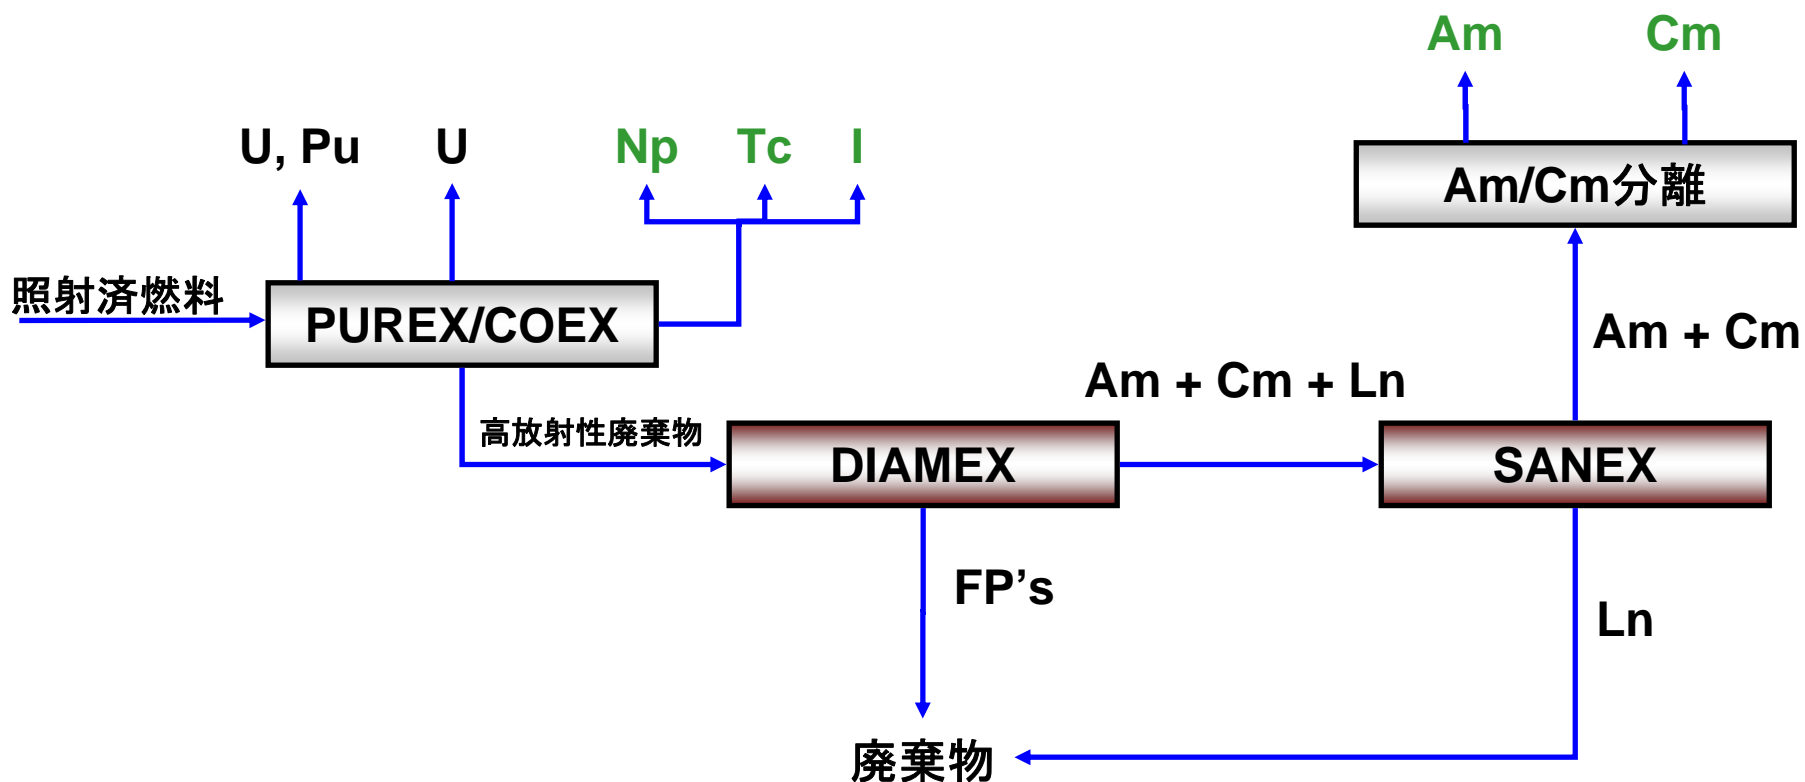 Am
Cm
U, Pu
U
Np
Tc
I
Am/Cm分離
照射済燃料
PUREX/COEX
Am + Cm
Am + Cm + Ln
高放射性廃棄物
DIAMEX
SANEX
FP’s
Ln
廃棄物